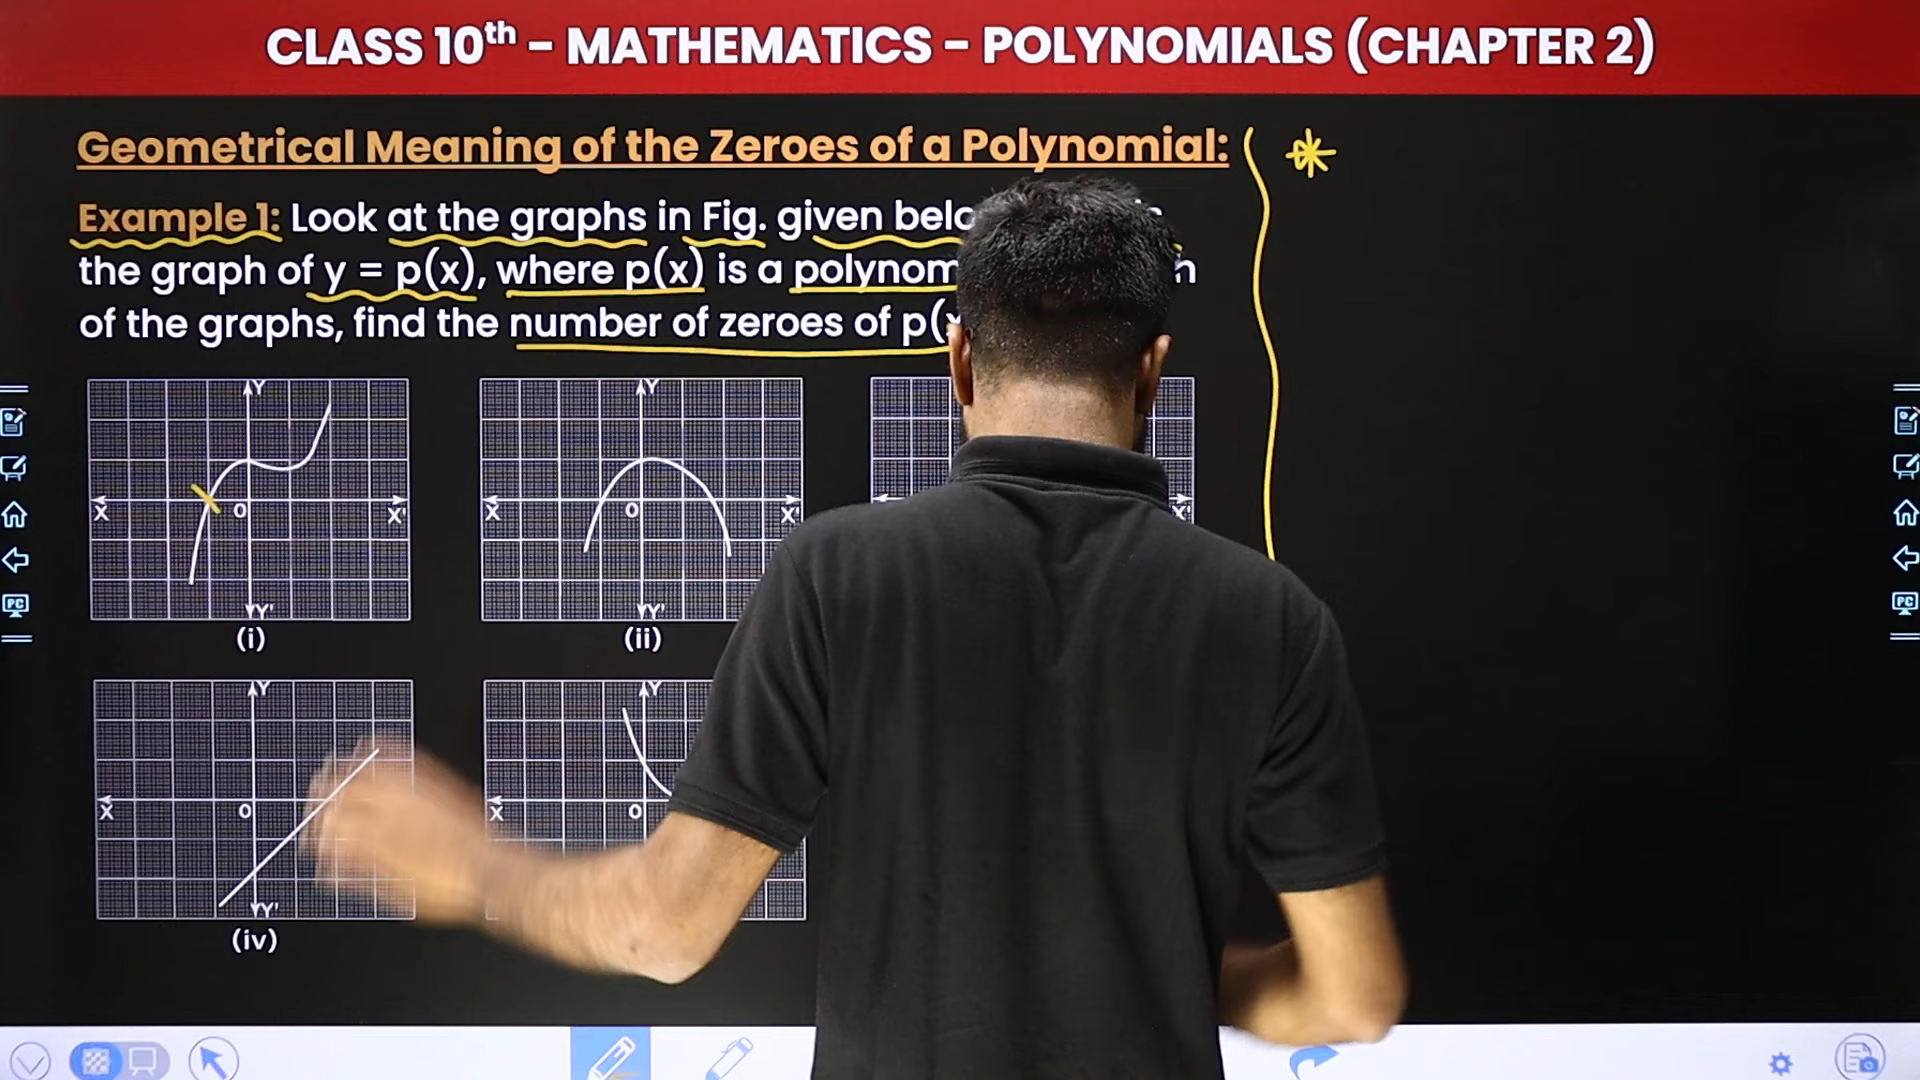 CLASS 10th - MATHEMATICS - POLYNOMIALS (CHAPTER 2)
Geometrical Meaning of the Zeroes of a Polynomial:
Example 1: Look at the graphs in Fig. given
the graph of y = p(x), where p(x) is a
of the graphs, find the number of zeroes of
Y
X O X'
Y'
(i)
Y
X O X'
Y'
(ii)
X'
Y
X O
Y'
(iv)
Y
X O
PC
PC